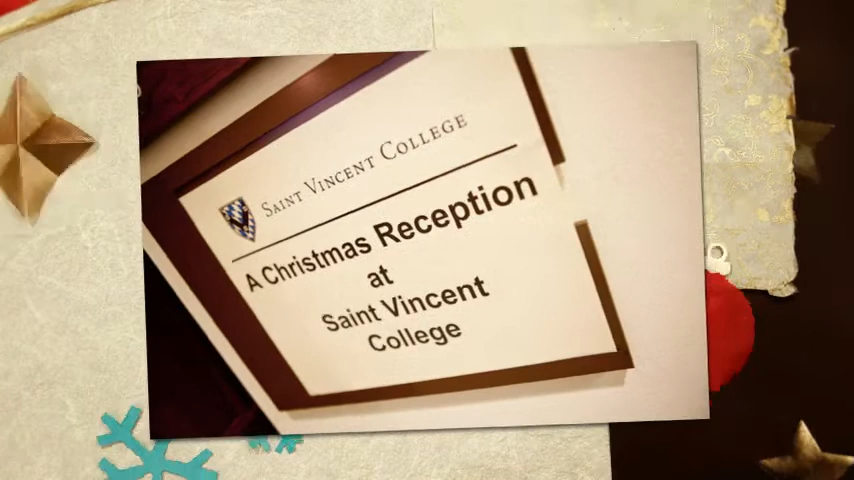 SAINT VINCENT COLLEGE
A Christmas Reception
at
Saint Vincent
College